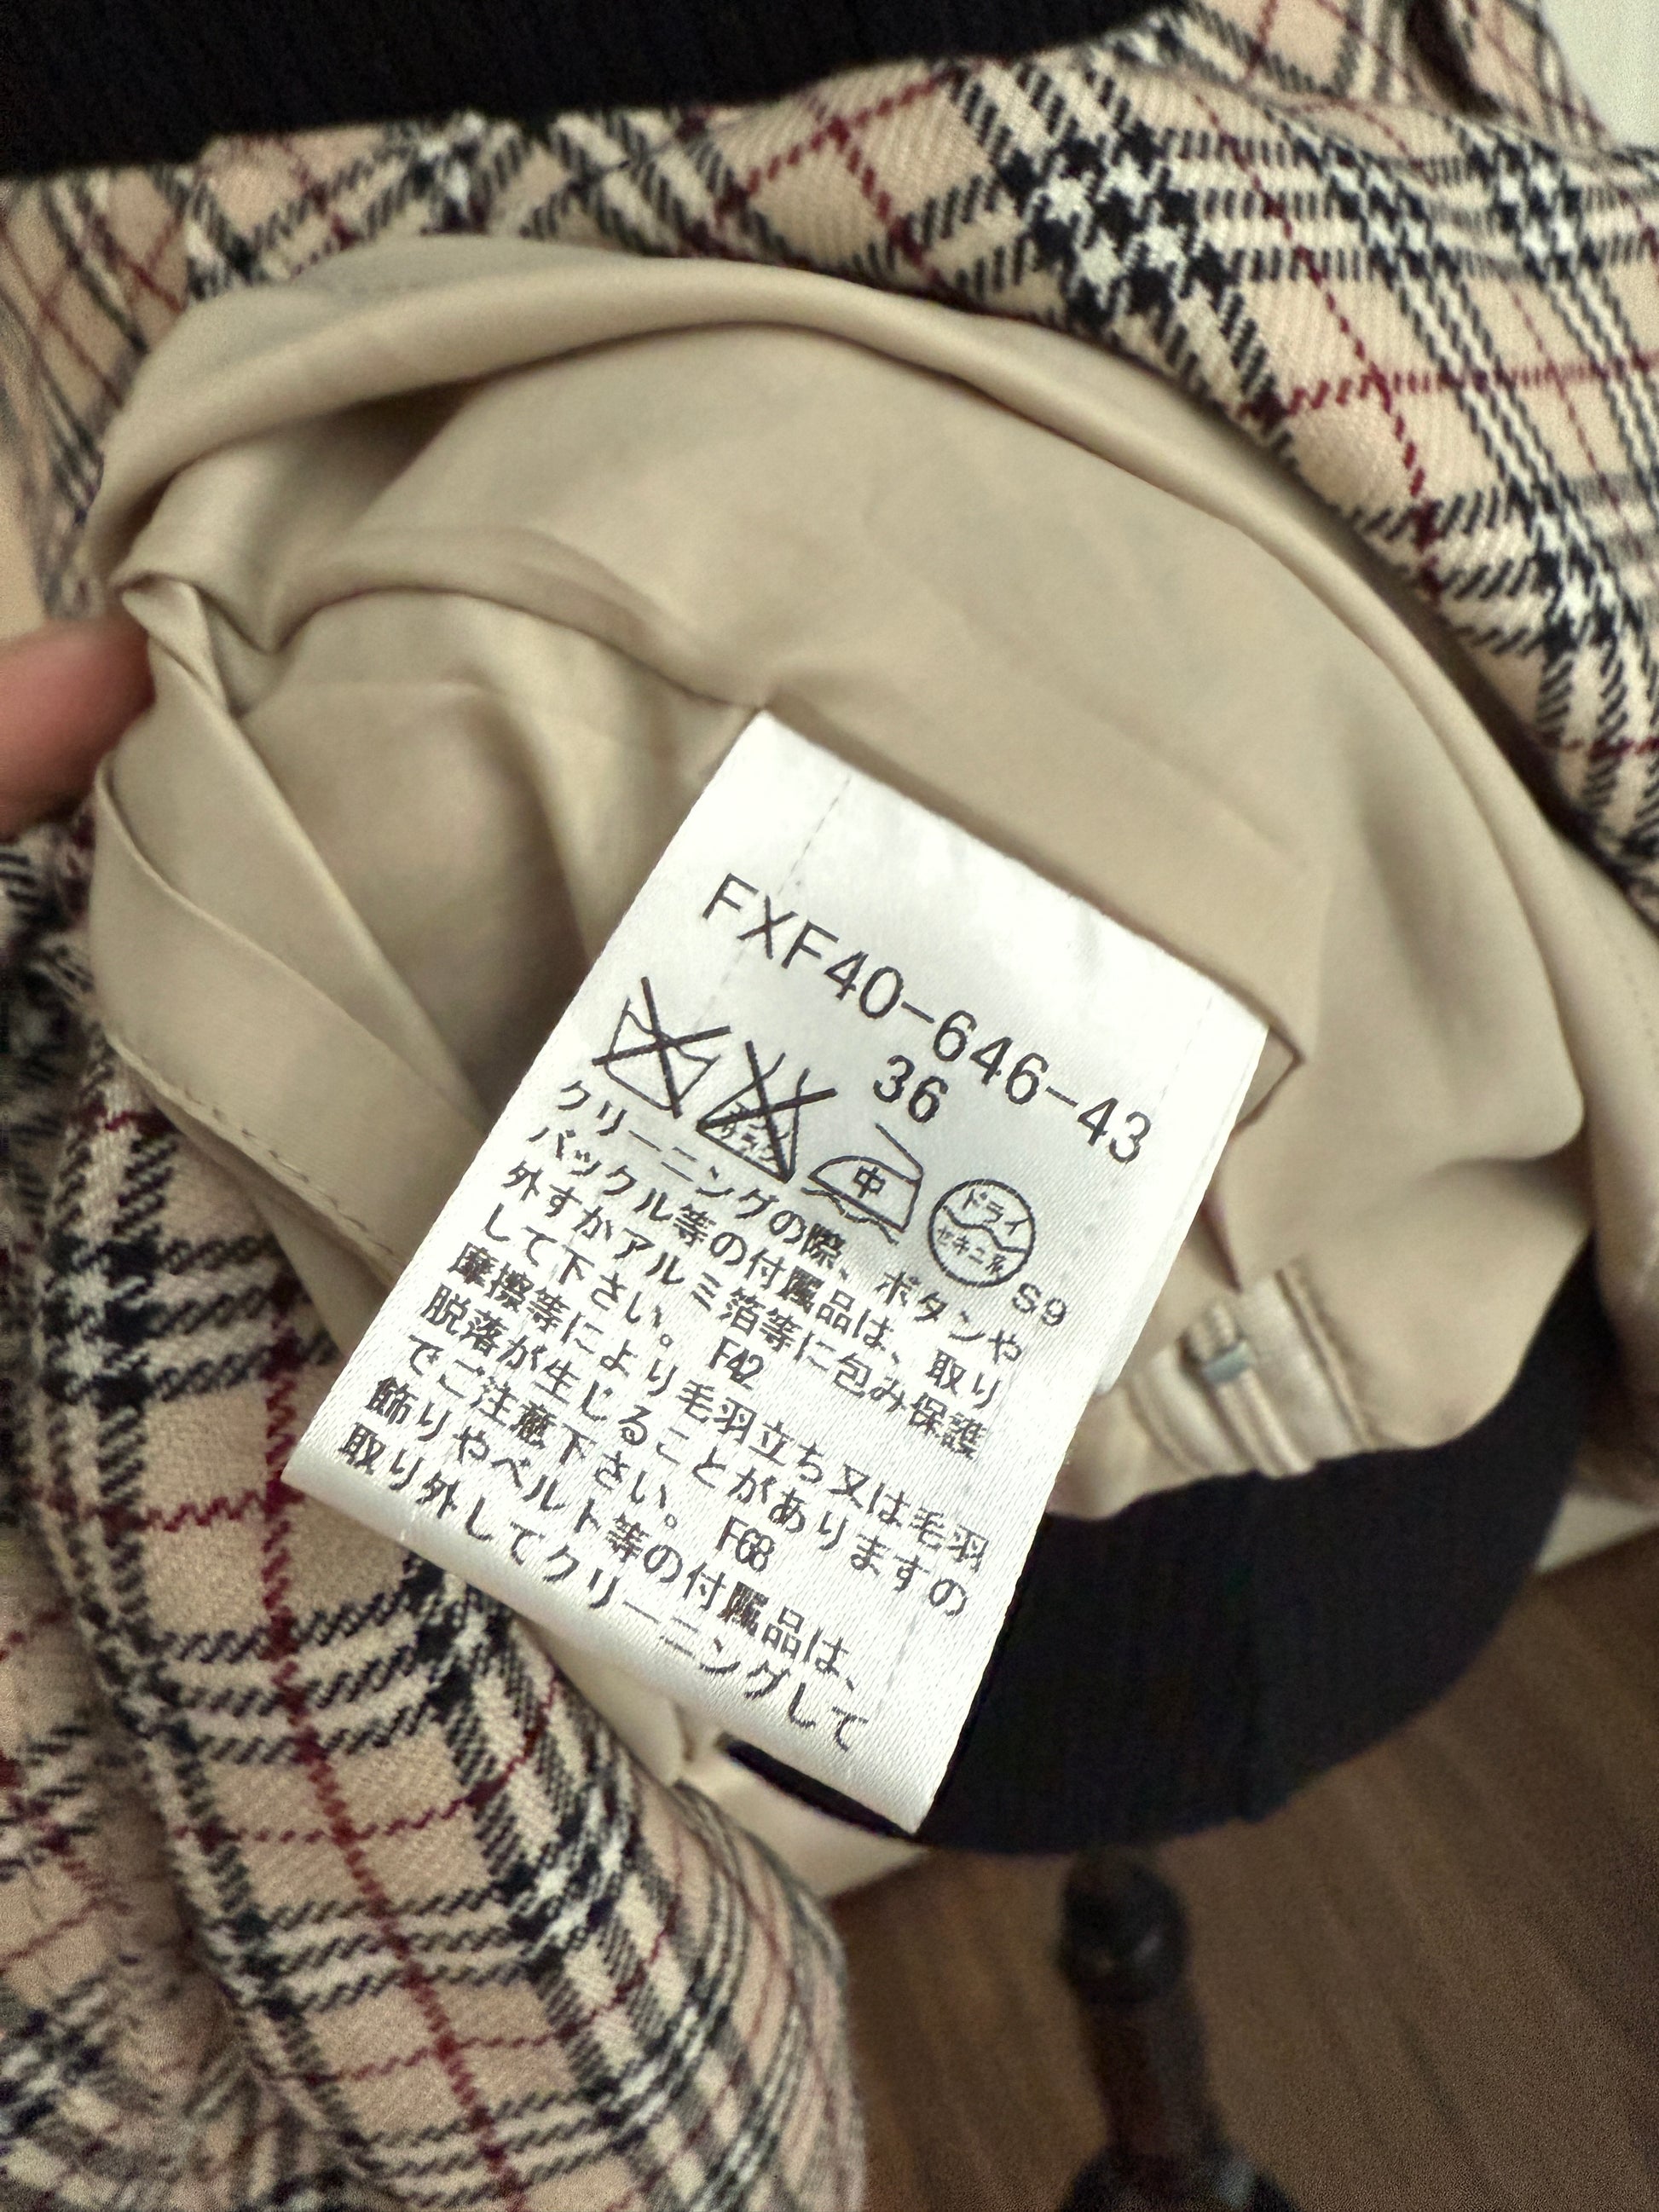 FXF40-646-43
36
中
ドライ
セキユ系
S9
クリーニングの際、ボタンや
バックル等の付属品は、取り
外すかアルミ箔等に包み保護
して下さい。 F42
摩擦等により毛羽立ち又は毛羽
脱落が生じることがありますの
でご注意下さい。 F68
飾りやベルト等の付属品は、
取り外してクリーニングして